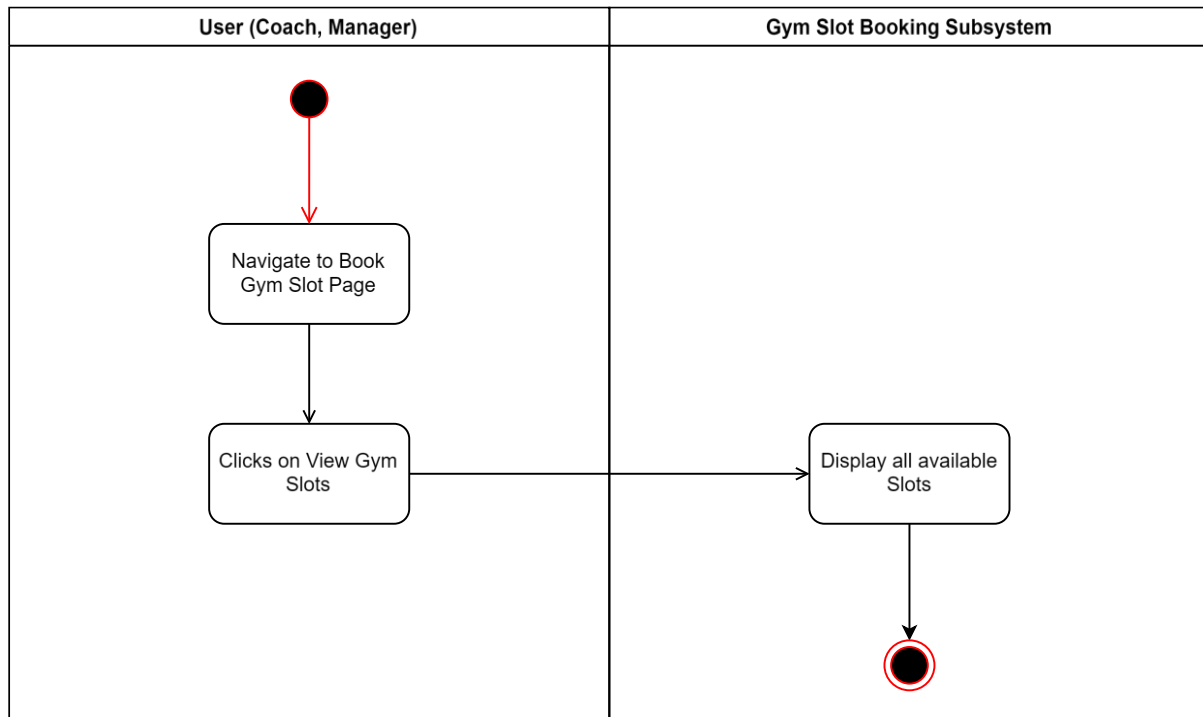 User (Coach, Manager)
Gym Slot Booking Subsystem
Navigate to Book
Gym Slot Page
Clicks on View Gym
Slots
Display all available
Slots